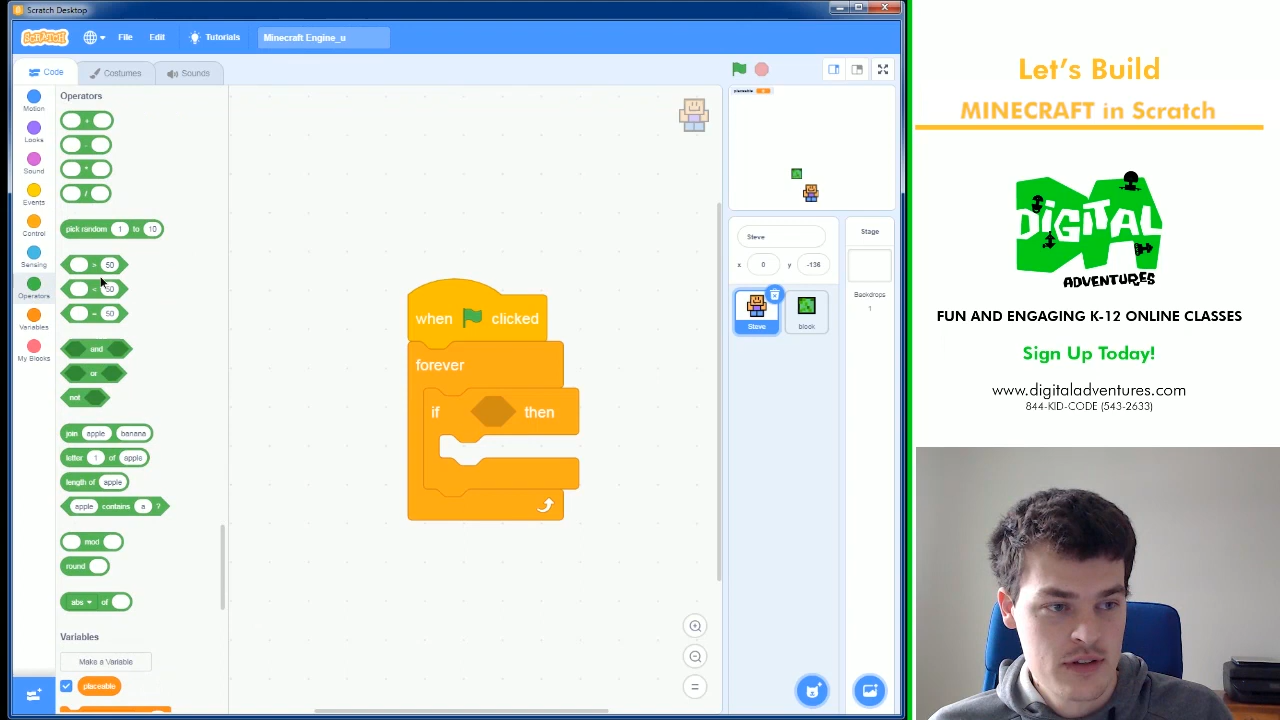 Scratch Desktop
SCRATCH
File
Edit
Tutorials
Minecraft Engine_u
Code
Costumes
Sounds
Motion
Looks
Sound
Events
Control
Sensing
Operators
Variables
My Blocks
Operators
+
-
*
/
pick random 1 to 10
> 50
< 50
= 50
and
or
not
join apple banana
letter 1 of apple
length of apple
apple contains a ?
mod
round
abs of
Variables
Make a Variable
placeable
when clicked
forever
if then
placeable
Steve
x 0 y -136
Steve
block
Stage
Backdrops
1
Let's Build
MINECRAFT in Scratch
DIGITAL
ADVENTURES
FUN AND ENGAGING K-12 ONLINE CLASSES
Sign Up Today!
www.digitaladventures.com
844-KID-CODE (543-2633)